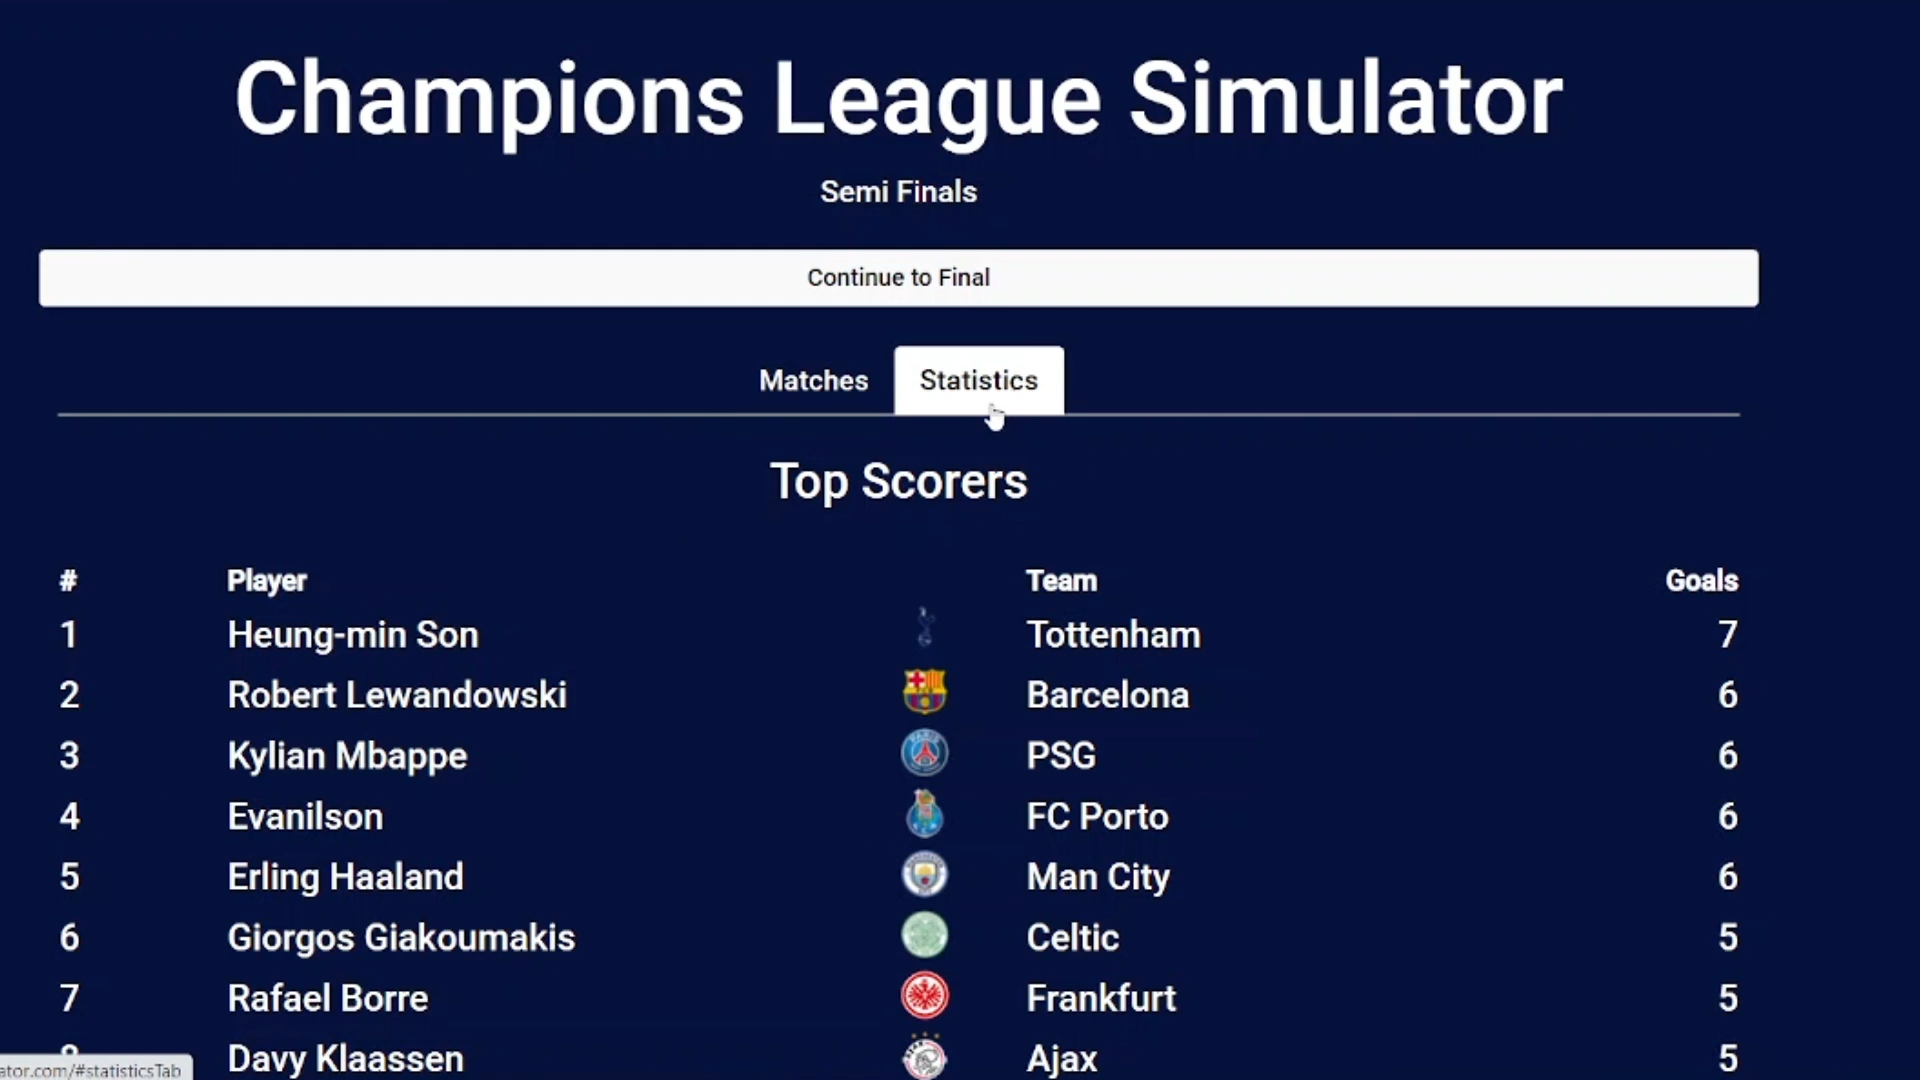 Champions League Simulator
Semi Finals
Continue to Final
Matches Statistics
Top Scorers
# Player Team Goals
1 Heung-min Son Tottenham 7
2 Robert Lewandowski Barcelona 6
3 Kylian Mbappe PSG 6
4 Evanilson FC Porto 6
5 Erling Haaland Man City 6
6 Giorgos Giakoumakis Celtic 5
7 Rafael Borre Frankfurt 5
Davy Klaassen Ajax 5
ator.com/#statisticsTab